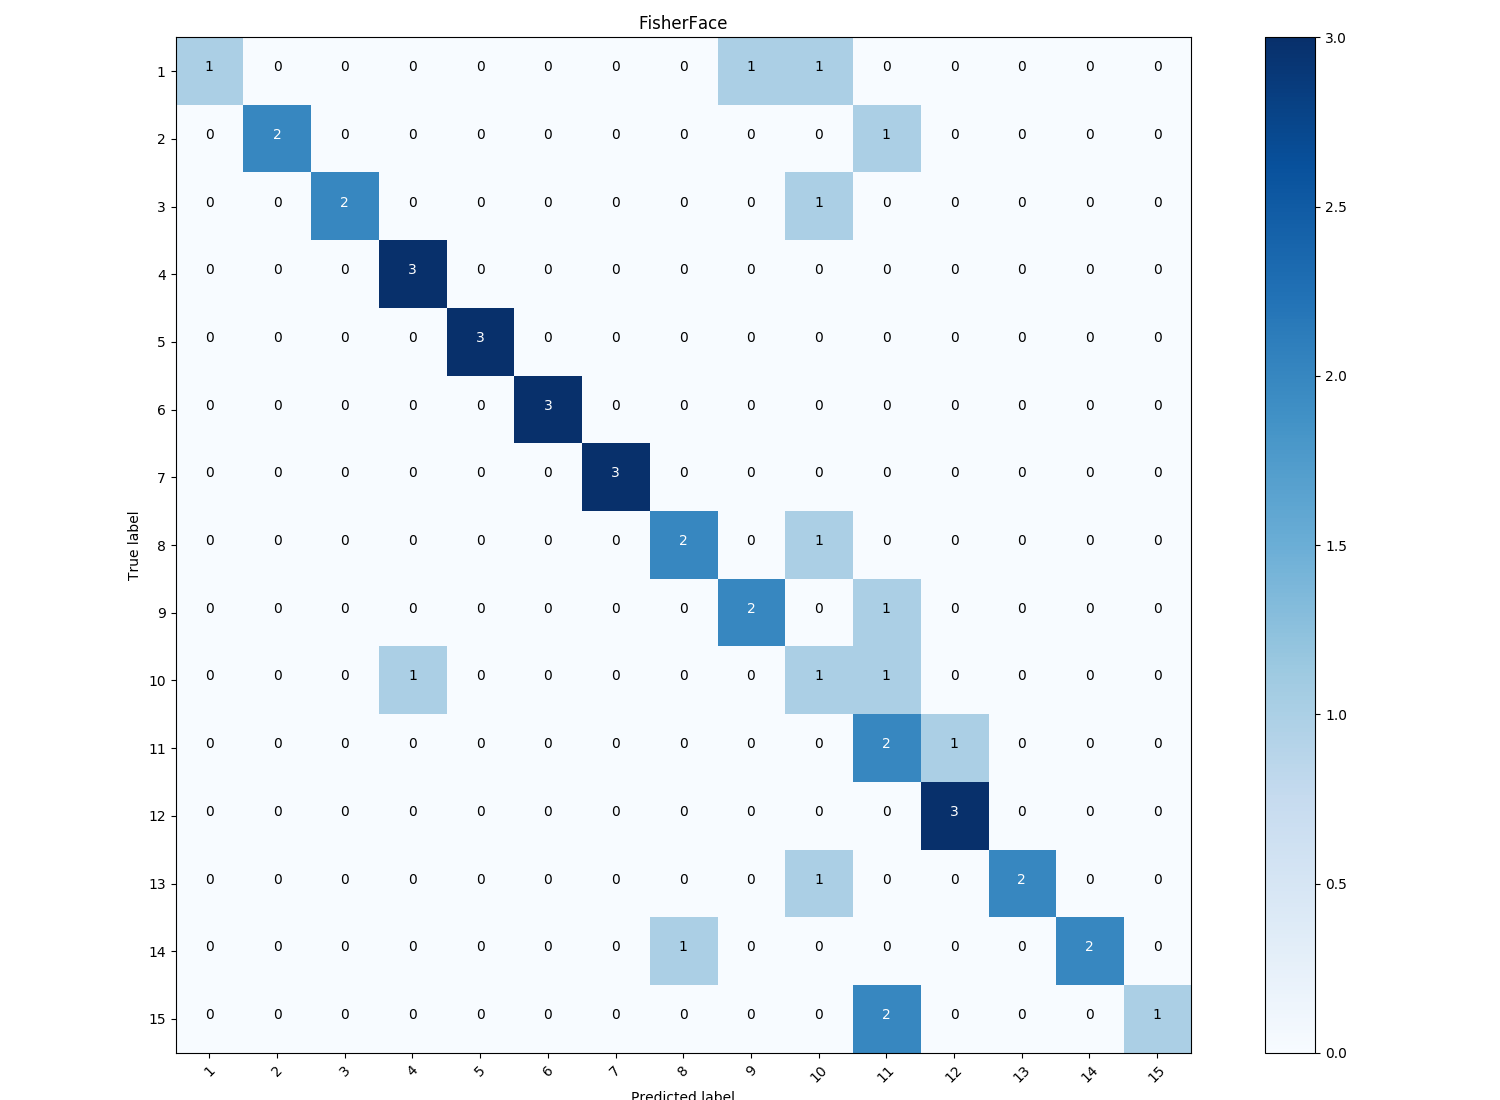 FisherFace
1 1 0 0 0 0 0 0 0 1 1 0 0 0 0 0 3.0
2 0 2 0 0 0 0 0 0 0 0 1 0 0 0 0
3 0 0 2 0 0 0 0 0 0 1 0 0 0 0 0 2.5
4 0 0 0 3 0 0 0 0 0 0 0 0 0 0 0
5 0 0 0 0 3 0 0 0 0 0 0 0 0 0 0 2.0
6 0 0 0 0 0 3 0 0 0 0 0 0 0 0 0
7 0 0 0 0 0 0 3 0 0 0 0 0 0 0 0
True label
8 0 0 0 0 0 0 0 2 0 1 0 0 0 0 0 1.5
9 0 0 0 0 0 0 0 0 2 0 1 0 0 0 0
10 0 0 0 1 0 0 0 0 0 1 1 0 0 0 0 1.0
11 0 0 0 0 0 0 0 0 0 0 2 1 0 0 0
12 0 0 0 0 0 0 0 0 0 0 0 3 0 0 0
13 0 0 0 0 0 0 0 0 0 1 0 0 2 0 0 0.5
14 0 0 0 0 0 0 0 1 0 0 0 0 0 2 0
15 0 0 0 0 0 0 0 0 0 0 2 0 0 0 1 0.0
1 2 3 4 5 6 7 8 9 10 11 12 13 14 15
Predicted label